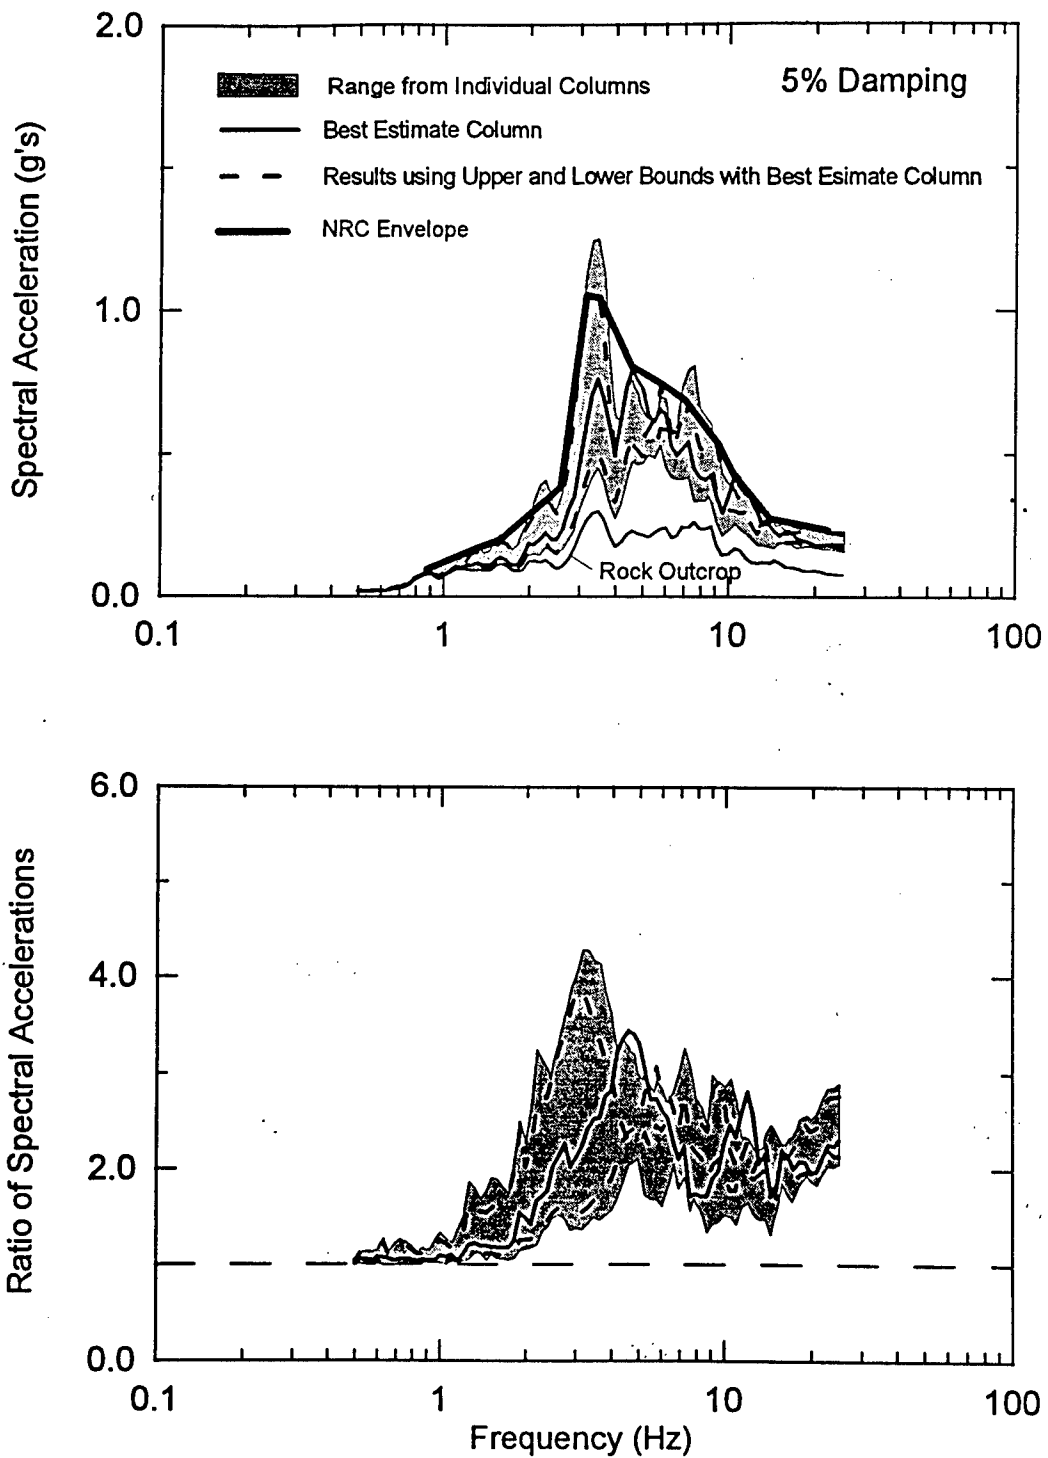 2.0
5% Damping
Range from Individual Columns
Best Estimate Column
Results using Upper and Lower Bounds with Best Esimate Column
NRC Envelope
Spectral Acceleration (g's)
1.0
Rock Outcrop
0.0
0.1 1 10 100
6.0
Ratio of Spectral Accelerations
4.0
2.0
0.0
0.1 1 10 100
Frequency (Hz)